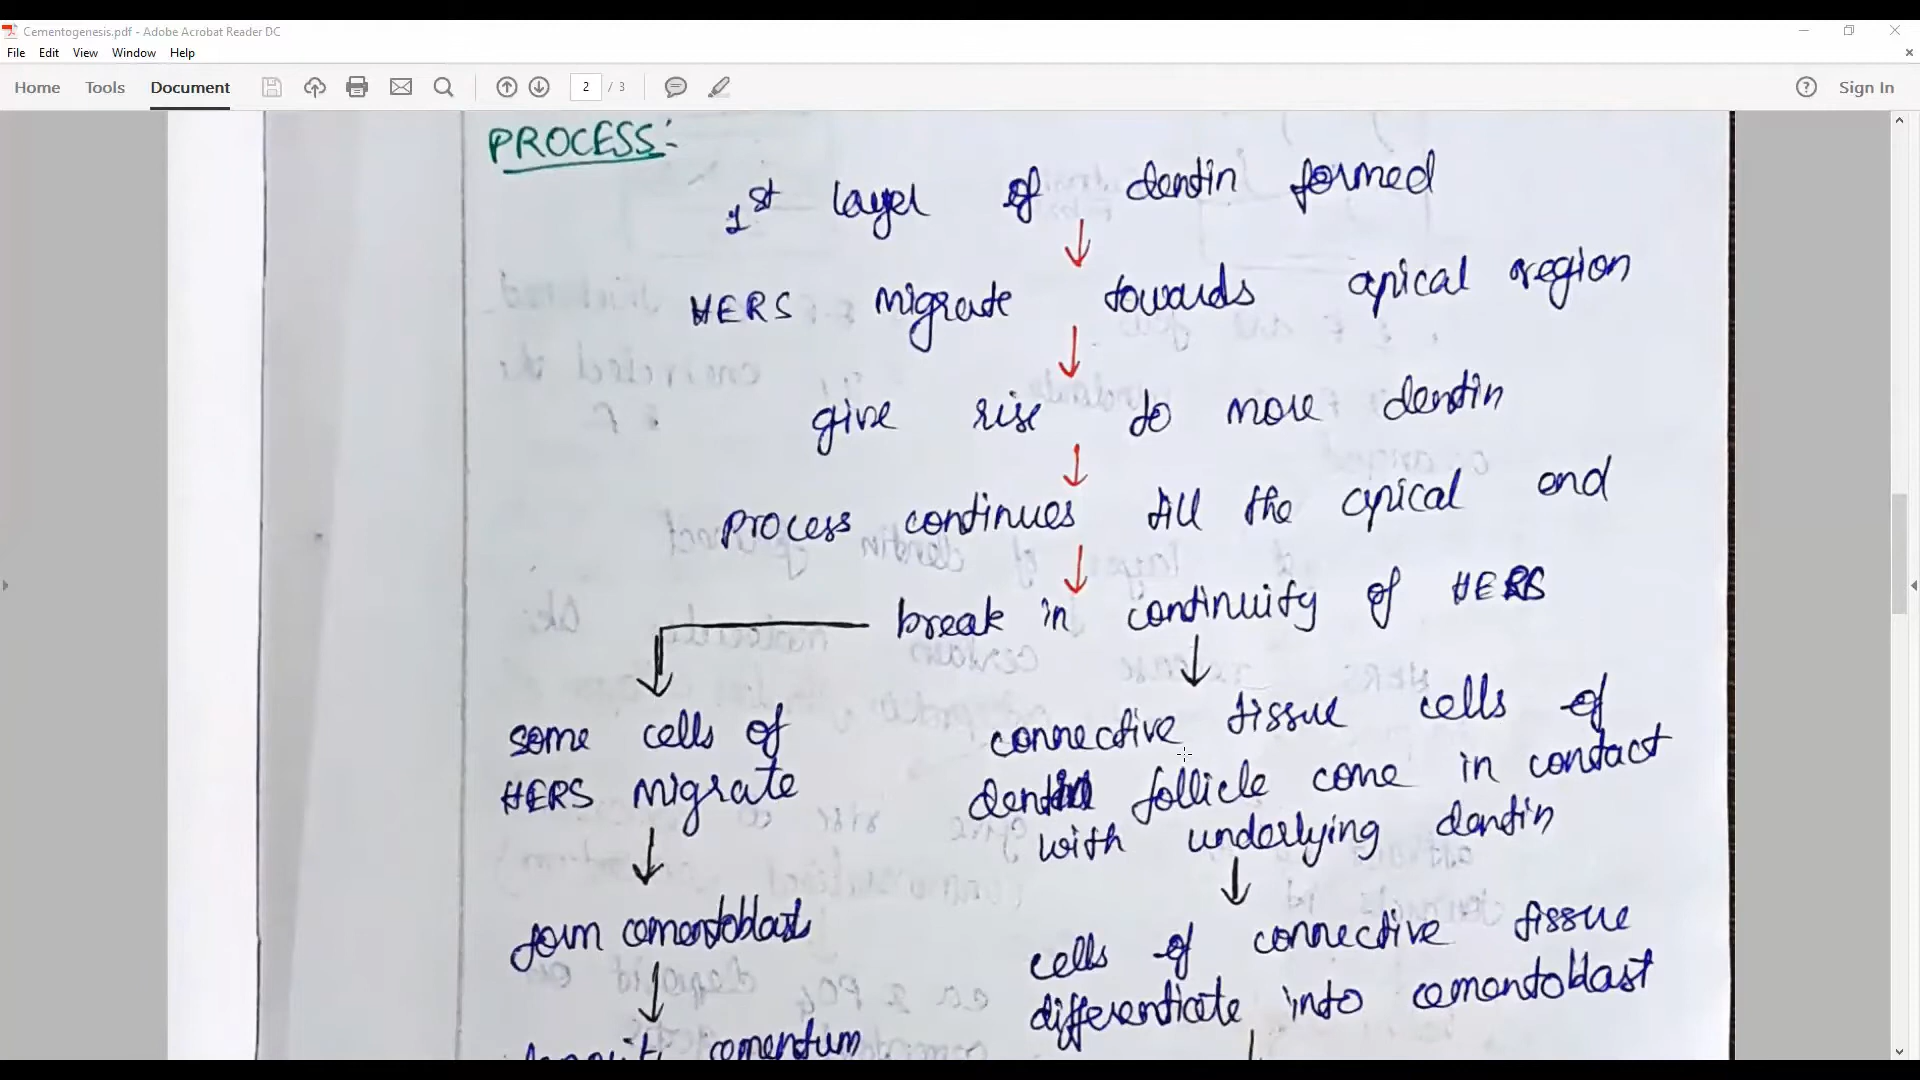 Cementogenesis.pdf - Adobe Acrobat Reader DC
File Edit View Window Help
Home Tools Document 2 / 3 Sign In
PROCESS:
1st layer of dentin formed
HERS migrate towards apical region
give rise to more dentin
Process continues till the apical end
break in continuity of HERS
some cells of
HERS migrate
form cementoblast
cementum
connective tissue cells of
follicle come in contact
with underlying dentin
cells of connective tissue
differentiate into cementoblast